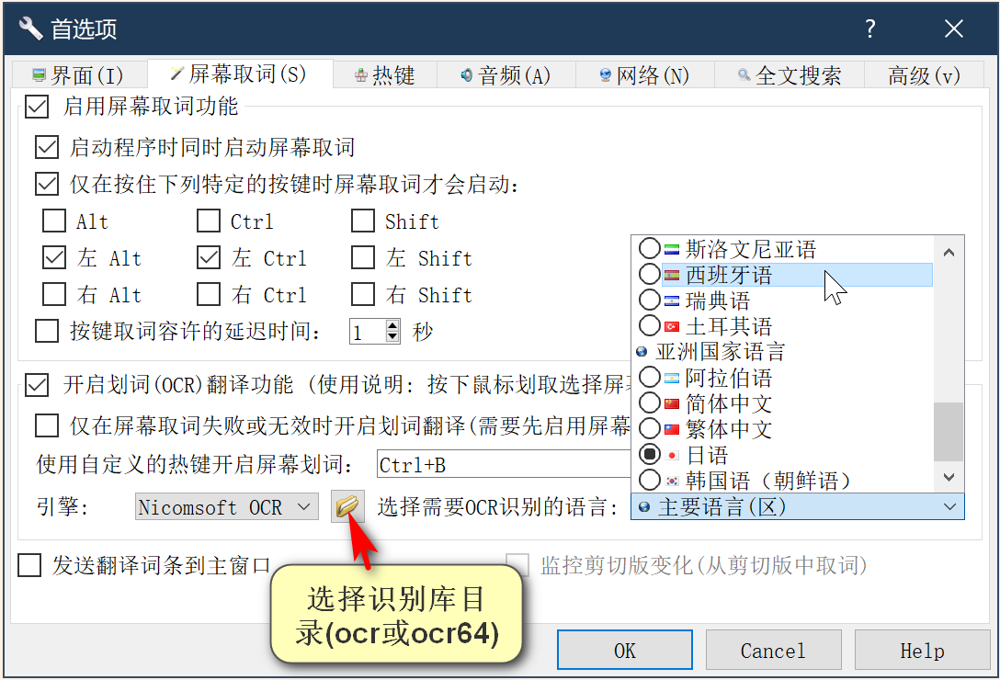 首选项
?
界面(I)
屏幕取词(S)
热键
音频(A)
网络(N)
全文搜索
高级(v)
启用屏幕取词功能
启动程序时同时启动屏幕取词
仅在按住下列特定的按键时屏幕取词才会启动:
Alt
Ctrl
Shift
左 Alt
左 Ctrl
左 Shift
右 Alt
右 Ctrl
右 Shift
按键取词容许的延迟时间:
1
秒
开启划词(OCR)翻译功能 (使用说明: 按下鼠标划取选择屏幕
仅在屏幕取词失败或无效时开启划词翻译(需要先启用屏幕
使用自定义的热键开启屏幕划词:
Ctrl+B
引擎:
Nicomsoft OCR
选择需要OCR识别的语言:
斯洛文尼亚语
西班牙语
瑞典语
土耳其语
亚洲国家语言
阿拉伯语
简体中文
繁体中文
日语
韩国语（朝鲜语）
主要语言(区)
发送翻译词条到主窗口
监控剪切版变化(从剪切版中取词)
选择识别库目
录(ocr或ocr64)
OK
Cancel
Help